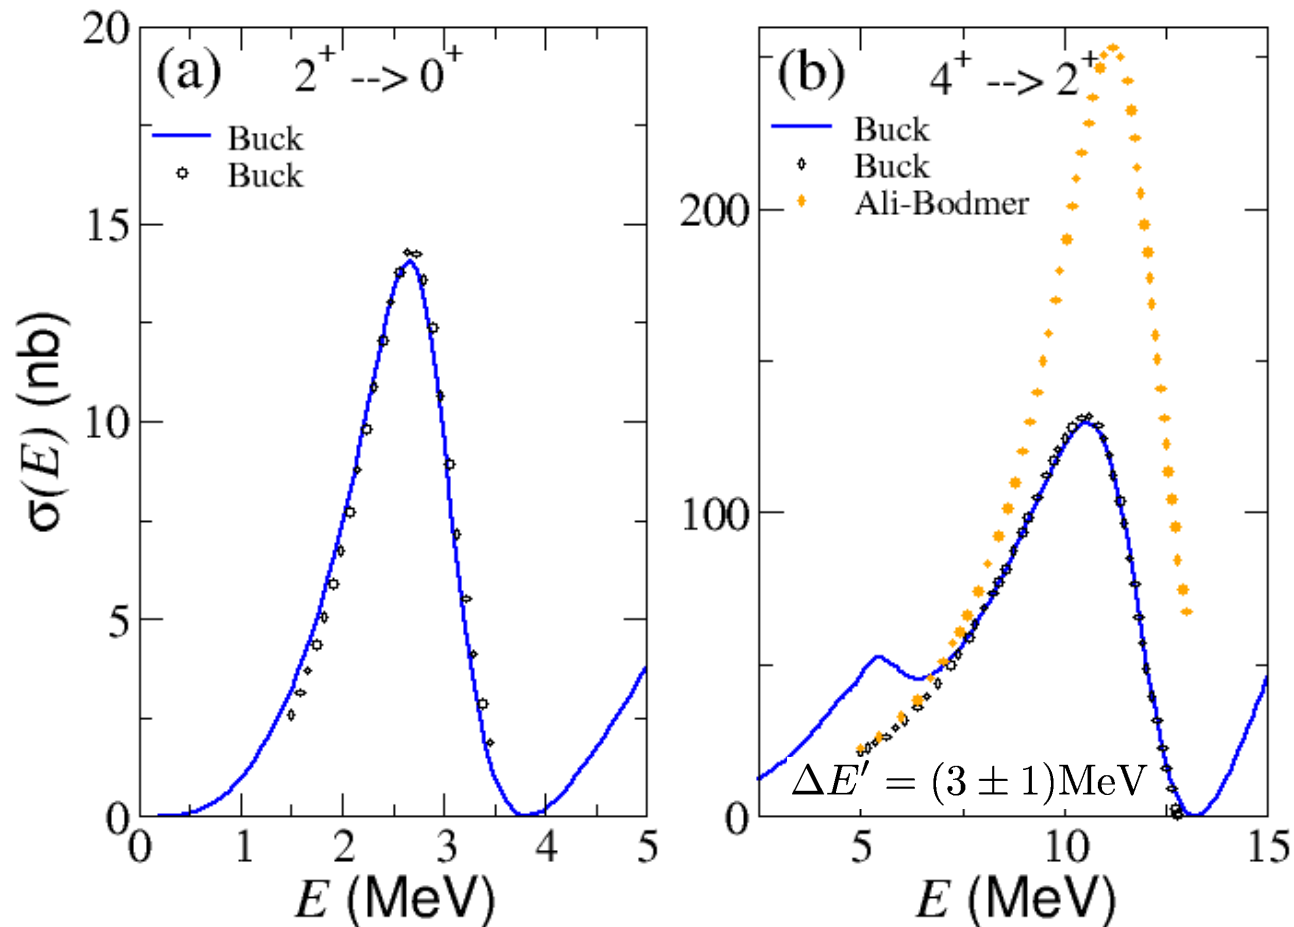 (a) 2⁺ --> 0⁺
Buck
Buck
20
15
10
5
0
0 1 2 3 4 5
E (MeV)
σ(E) (nb)
(b) 4⁺ --> 2⁺
Buck
Buck
Ali-Bodmer
200
100
0
ΔE′ = (3 ± 1)MeV
5 10 15
E (MeV)